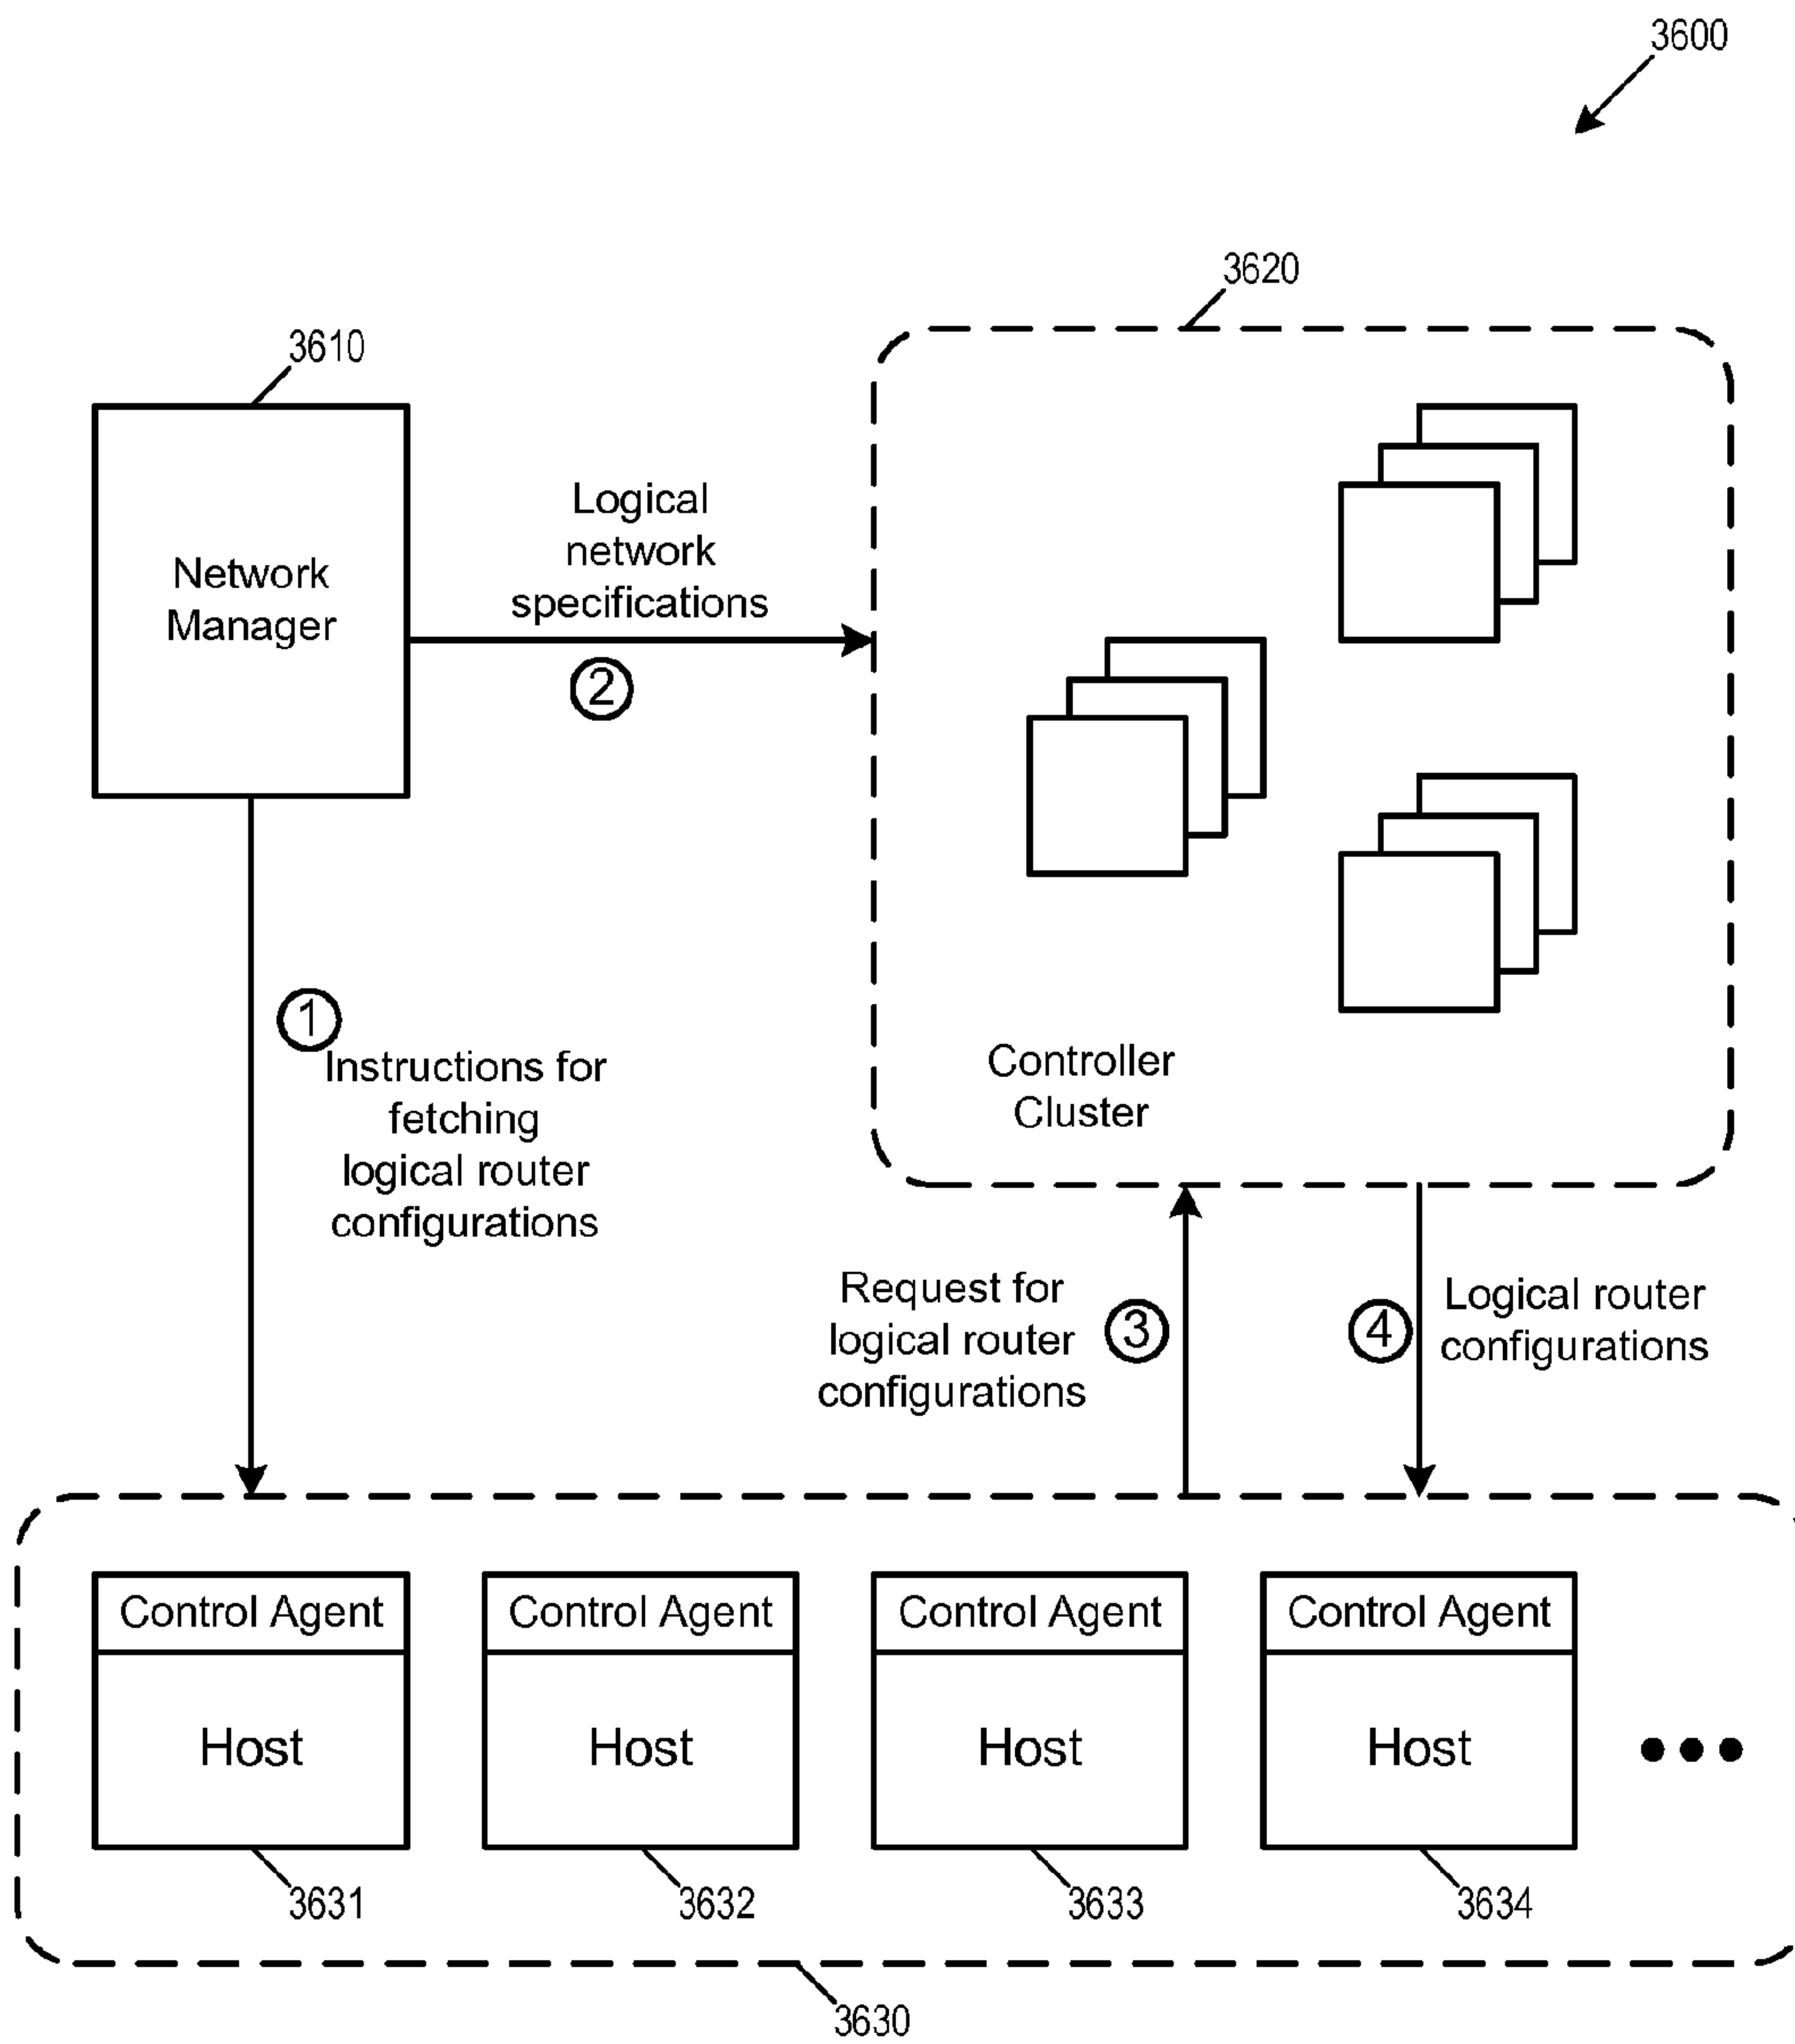 3600
3620
3610
Network
Manager
Logical
network
specifications
2
1
Instructions for
fetching
logical router
configurations
Controller
Cluster
Request for
logical router
configurations
3
4
Logical router
configurations
Control Agent
Host
3631
Control Agent
Host
3632
Control Agent
Host
3633
Control Agent
Host
3634
3630